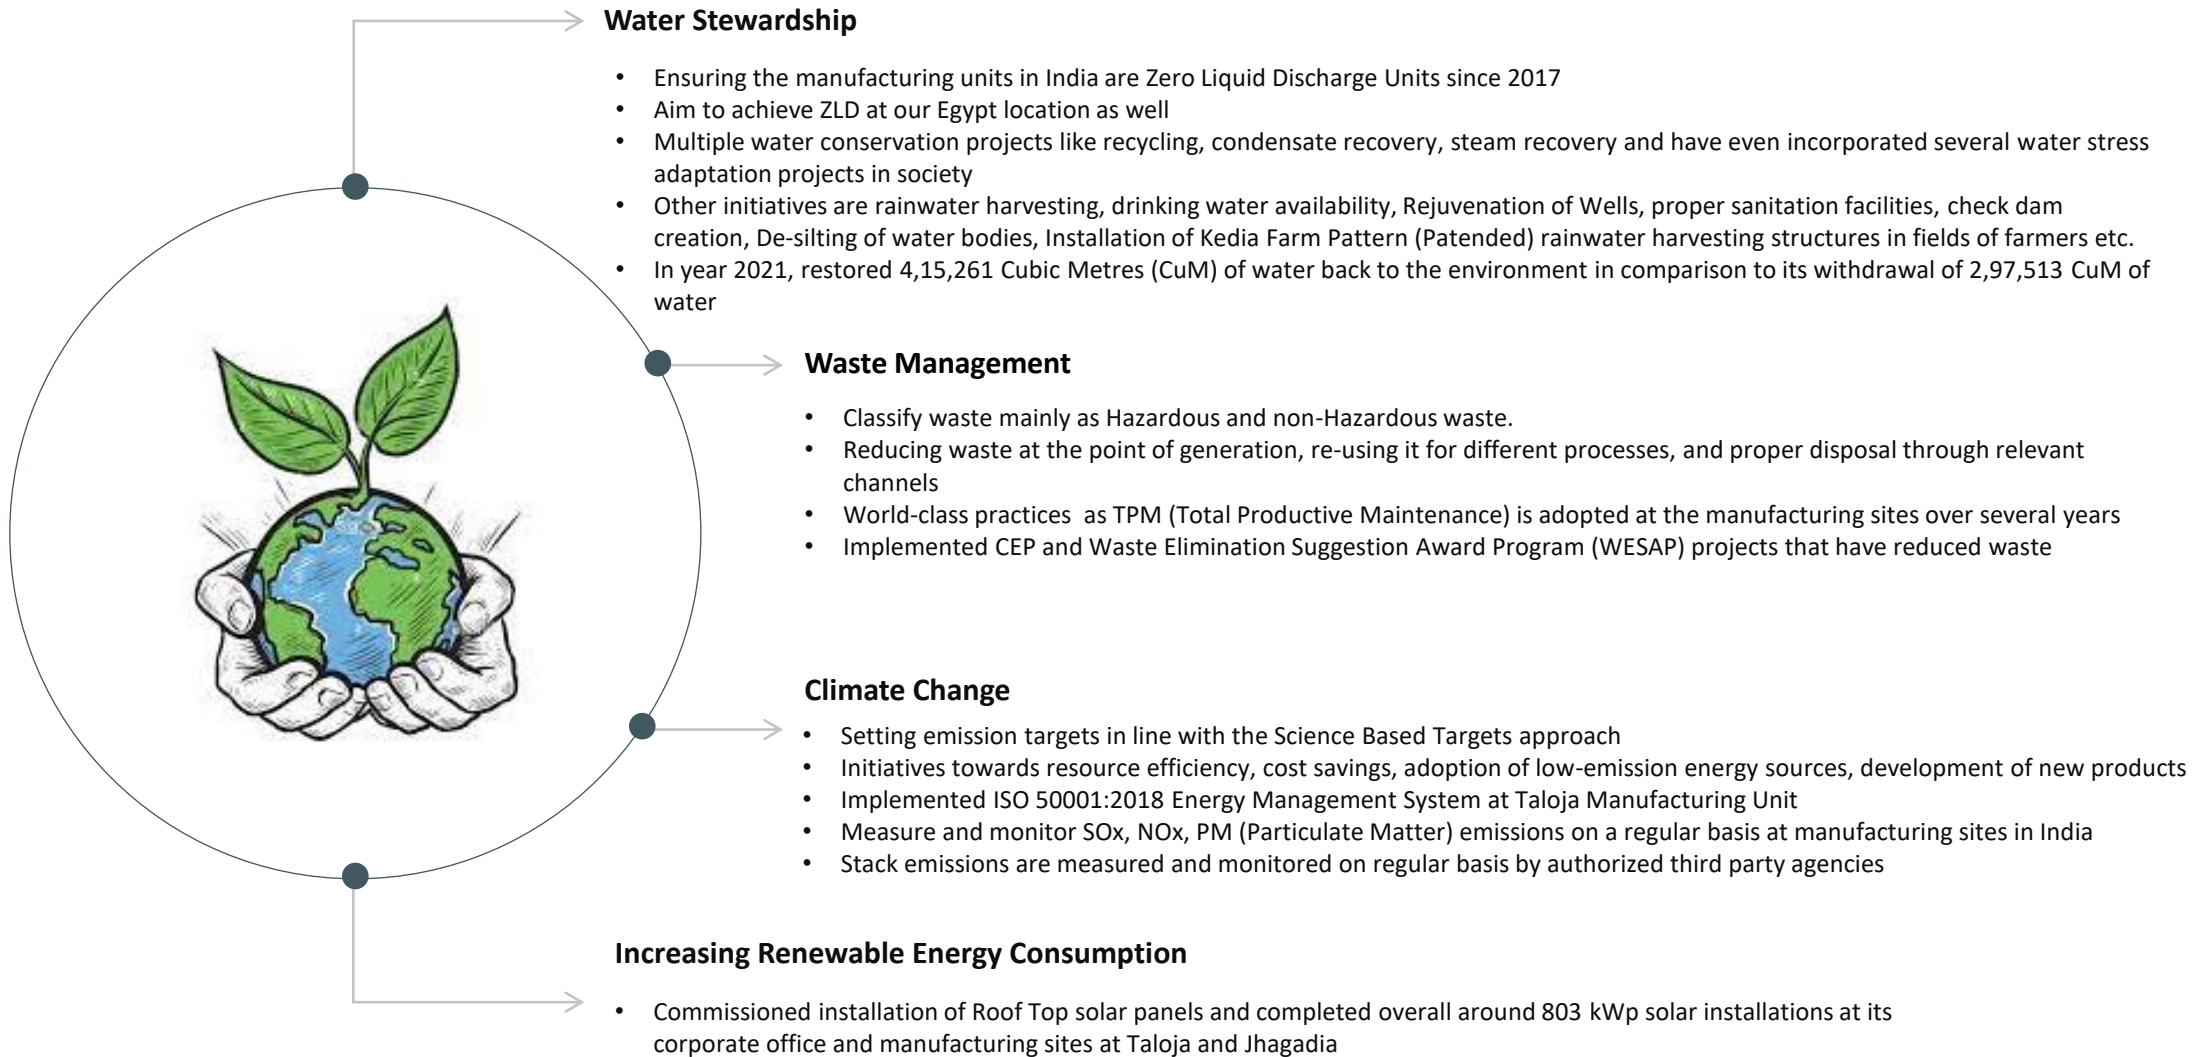 Water Stewardship
• Ensuring the manufacturing units in India are Zero Liquid Discharge Units since 2017
• Aim to achieve ZLD at our Egypt location as well
• Multiple water conservation projects like recycling, condensate recovery, steam recovery and have even incorporated several water stress
adaptation projects in society
• Other initiatives are rainwater harvesting, drinking water availability, Rejuvenation of Wells, proper sanitation facilities, check dam
creation, De-silting of water bodies, Installation of Kedia Farm Pattern (Patended) rainwater harvesting structures in fields of farmers etc.
• In year 2021, restored 4,15,261 Cubic Metres (CuM) of water back to the environment in comparison to its withdrawal of 2,97,513 CuM of
water
Waste Management
• Classify waste mainly as Hazardous and non-Hazardous waste.
• Reducing waste at the point of generation, re-using it for different processes, and proper disposal through relevant
channels
• World-class practices as TPM (Total Productive Maintenance) is adopted at the manufacturing sites over several years
• Implemented CEP and Waste Elimination Suggestion Award Program (WESAP) projects that have reduced waste
Climate Change
• Setting emission targets in line with the Science Based Targets approach
• Initiatives towards resource efficiency, cost savings, adoption of low-emission energy sources, development of new products
• Implemented ISO 50001:2018 Energy Management System at Taloja Manufacturing Unit
• Measure and monitor SOx, NOx, PM (Particulate Matter) emissions on a regular basis at manufacturing sites in India
• Stack emissions are measured and monitored on regular basis by authorized third party agencies
Increasing Renewable Energy Consumption
• Commissioned installation of Roof Top solar panels and completed overall around 803 kWp solar installations at its
corporate office and manufacturing sites at Taloja and Jhagadia